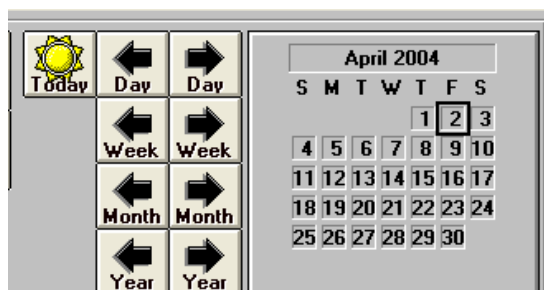 Today Day Day
Week Week
Month Month
Year Year
April 2004
S M T W T F S
1 2 3
4 5 6 7 8 9 10
11 12 13 14 15 16 17
18 19 20 21 22 23 24
25 26 27 28 29 30